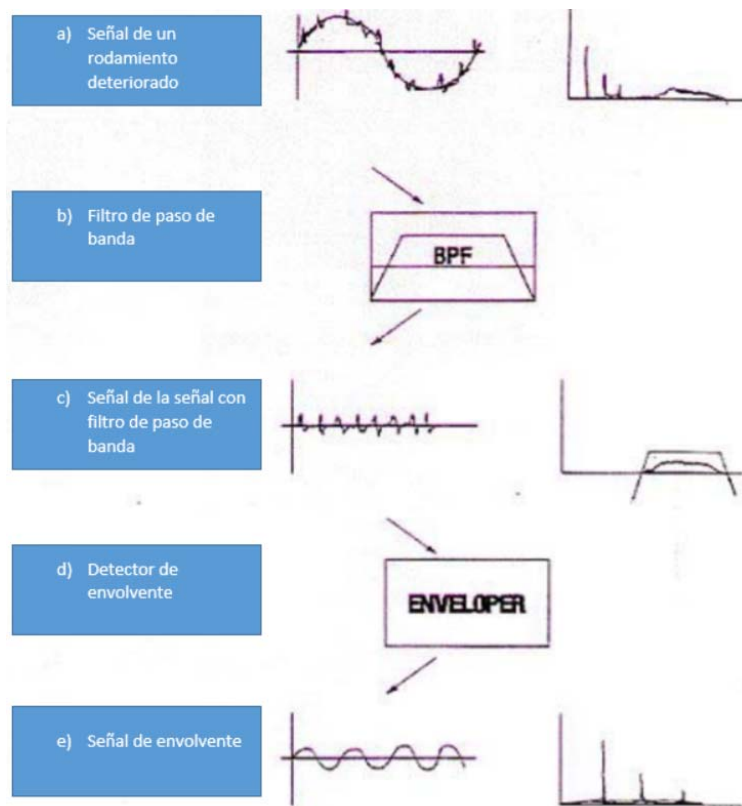 a) Señal de un
rodamiento
deteriorado
b) Filtro de paso de
banda
BPF
c) Señal de la señal con
filtro de paso de
banda
d) Detector de
envolvente
ENVELOPER
e) Señal de envolvente